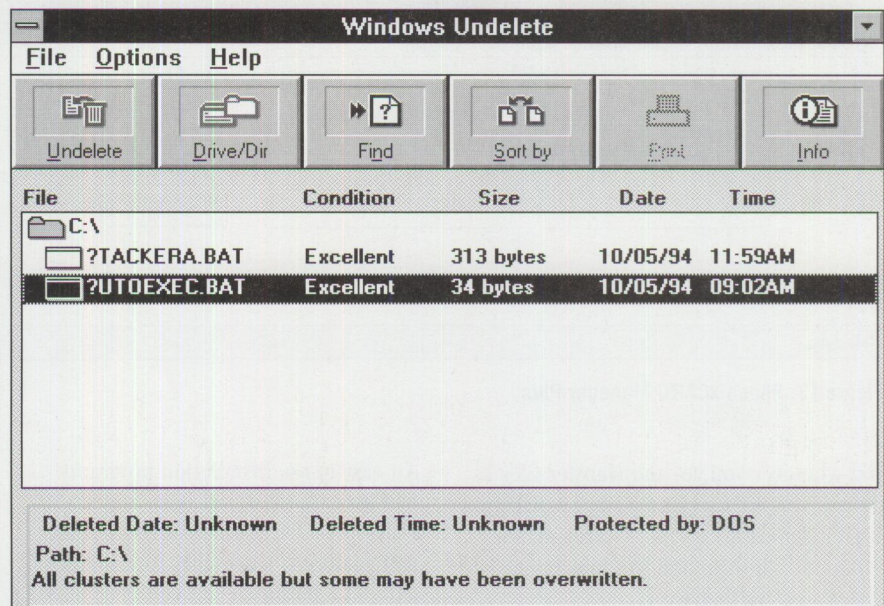 Windows Undelete
File Options Help
Undelete Drive/Dir Find Sort by Print Info
File Condition Size Date Time
C:\
?TACKERA.BAT Excellent 313 bytes 10/05/94 11:59AM
?UTOEXEC.BAT Excellent 34 bytes 10/05/94 09:02AM
Deleted Date: Unknown Deleted Time: Unknown Protected by: DOS
Path: C:\
All clusters are available but some may have been overwritten.